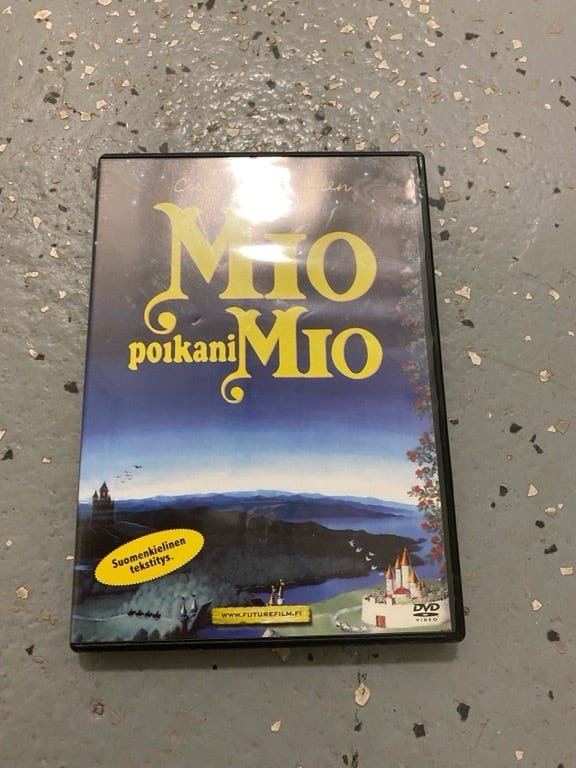 MIO
poikani MIO
Suomenkielinen
tekstitys.
WWW.FUTUREFILM.FI
DVD
VIDEO